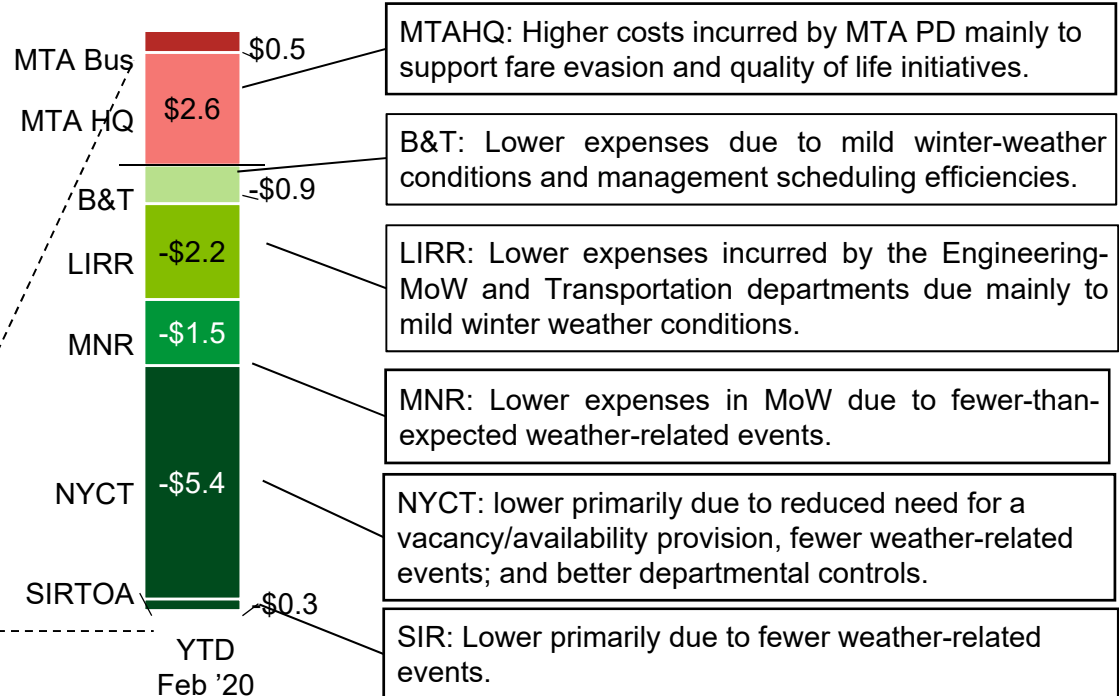 MTA Bus
$0.5
MTA HQ
$2.6
B&T
-$0.9
LIRR
-$2.2
MNR
-$1.5
NYCT
-$5.4
SIRTOA
-$0.3
YTD
Feb ’20
MTAHQ: Higher costs incurred by MTA PD mainly to
support fare evasion and quality of life initiatives.
B&T: Lower expenses due to mild winter-weather
conditions and management scheduling efficiencies.
LIRR: Lower expenses incurred by the Engineering-
MoW and Transportation departments due mainly to
mild winter weather conditions.
MNR: Lower expenses in MoW due to fewer-than-
expected weather-related events.
NYCT: lower primarily due to reduced need for a
vacancy/availability provision, fewer weather-related
events; and better departmental controls.
SIR: Lower primarily due to fewer weather-related
events.